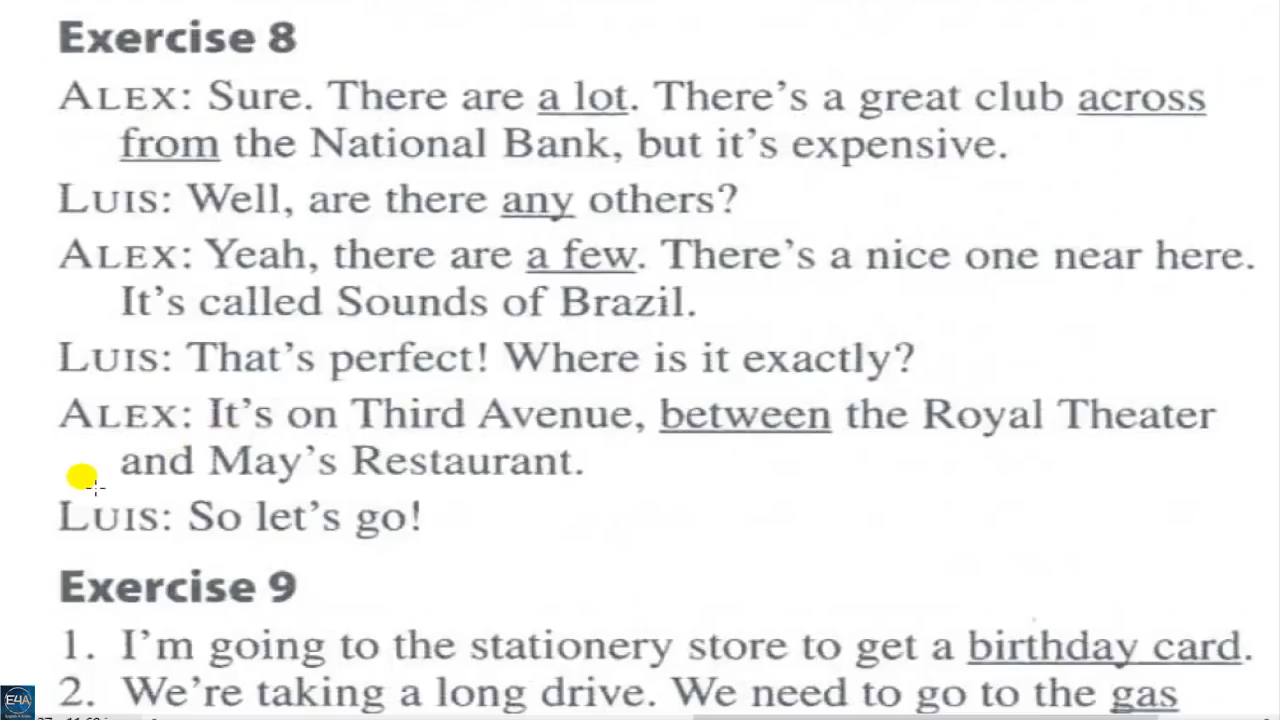 Exercise 8
ALEX: Sure. There are a lot. There's a great club across
from the National Bank, but it's expensive.
LUIS: Well, are there any others?
ALEX: Yeah, there are a few. There's a nice one near here.
It's called Sounds of Brazil.
LUIS: That's perfect! Where is it exactly?
ALEX: It's on Third Avenue, between the Royal Theater
and May's Restaurant.
LUIS: So let's go!
Exercise 9
1. I'm going to the stationery store to get a birthday card.
2. We're taking a long drive. We need to go to the gas
E4A